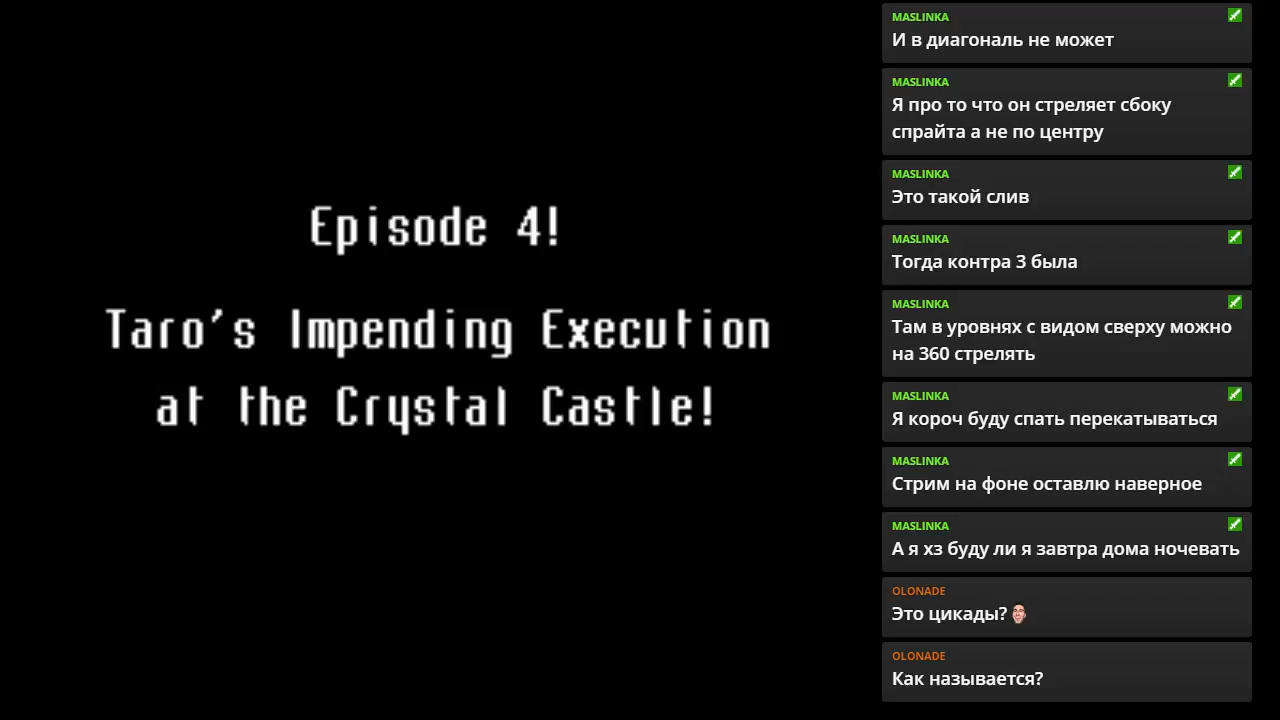 Episode 4!
Taro's Impending Execution
at the Crystal Castle!
MASLINKA
И в диагональ не может
MASLINKA
Я про то что он стреляет сбоку
спрайта а не по центру
MASLINKA
Это такой слив
MASLINKA
Тогда контра 3 была
MASLINKA
Там в уровнях с видом сверху можно
на 360 стрелять
MASLINKA
Я короч буду спать перекатываться
MASLINKA
Стрим на фоне оставлю наверное
MASLINKA
А я хз буду ли я завтра дома ночевать
OLONADE
Это цикады?
OLONADE
Как называется?